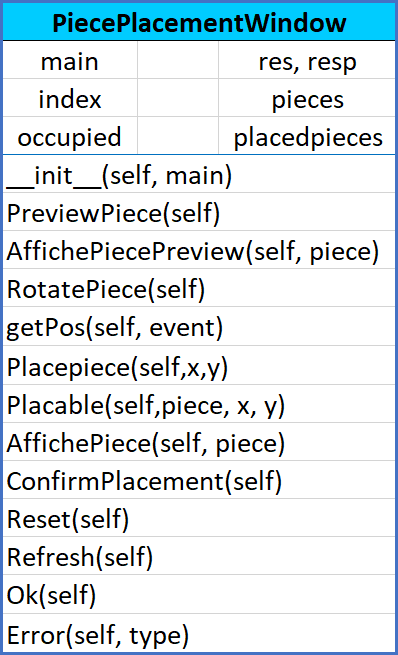 PiecePlacementWindow
main res, resp
index pieces
occupied placedpieces
__init__(self, main)
PreviewPiece(self)
AffichePiecePreview(self, piece)
RotatePiece(self)
getPos(self, event)
Placepiece(self,x,y)
Placable(self,piece, x, y)
AffichePiece(self, piece)
ConfirmPlacement(self)
Reset(self)
Refresh(self)
Ok(self)
Error(self, type)